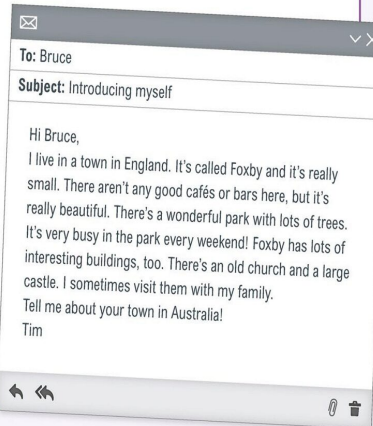 To: Bruce
Subject: Introducing myself
Hi Bruce,
I live in a town in England. It's called Foxby and it's really
small. There aren't any good cafés or bars here, but it's
really beautiful. There's a wonderful park with lots of trees.
It's very busy in the park every weekend! Foxby has lots of
interesting buildings, too. There's an old church and a large
castle. I sometimes visit them with my family.
Tell me about your town in Australia!
Tim